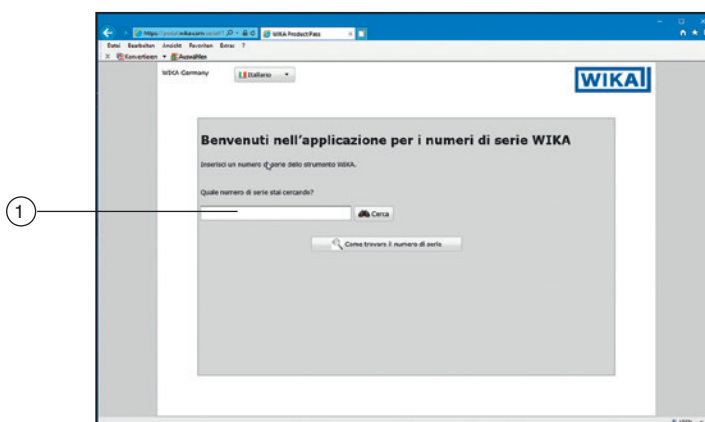 WIKA Product Pass
Datei Bearbeiten Ansicht Favoriten Extras ?
Konvertieren Auswählen
WIKA Germany Italiano
WIKA
Benvenuti nell'applicazione per i numeri di serie WIKA
Inserisci un numero di serie dello strumento WIKA.
Quale numero di serie stai cercando?
1
Cerca
Come trovare il numero di serie